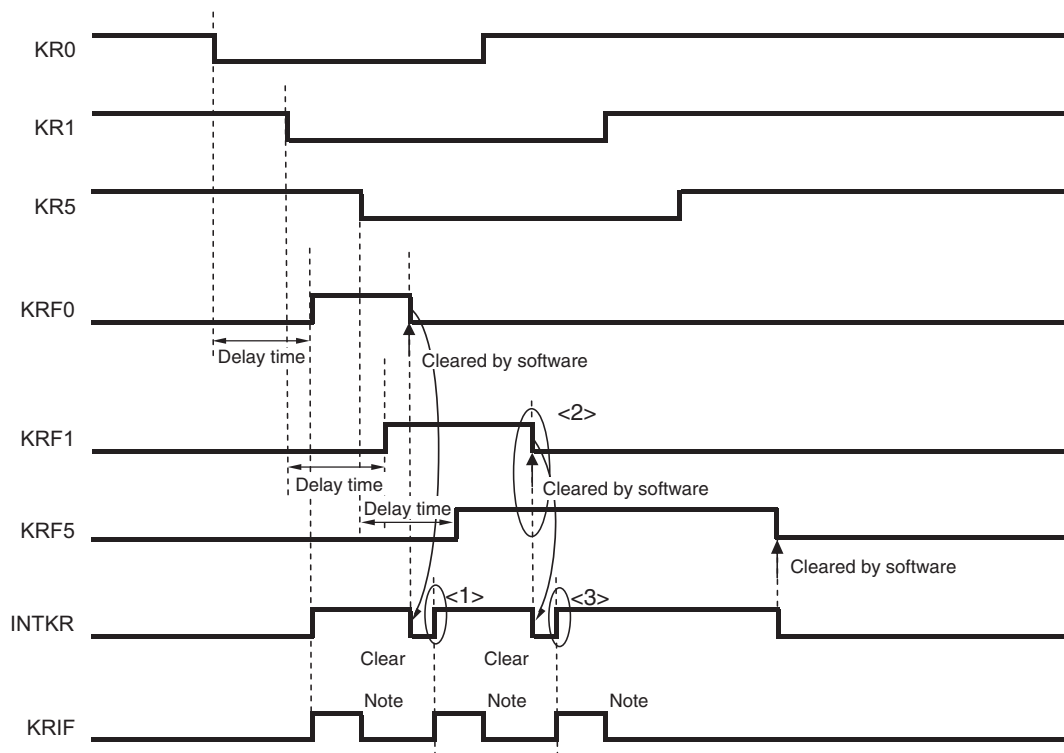 KR0
KR1
KR5
KRF0
Delay time
Cleared by software
<2>
KRF1
Delay time
Cleared by software
Delay time
KRF5
Cleared by software
<1>
<3>
INTKR
Clear
Clear
Note
Note
Note
KRIF